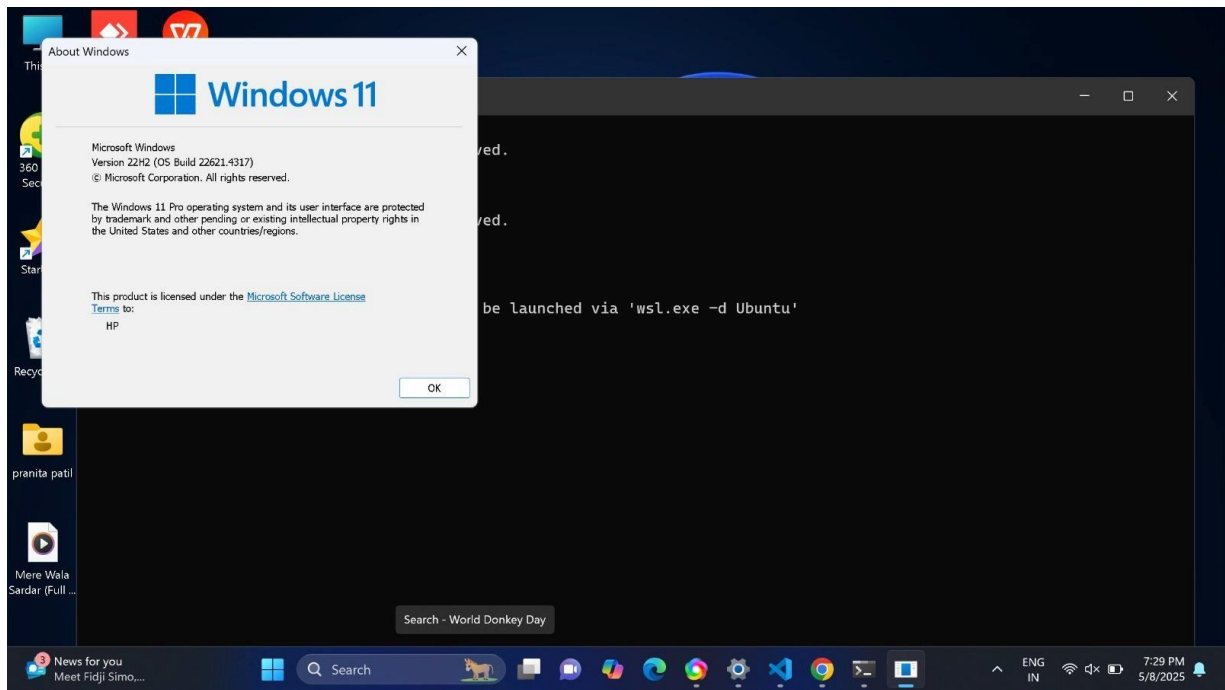 This
About Windows
Windows 11
Microsoft Windows
Version 22H2 (OS Build 22621.4317)
© Microsoft Corporation. All rights reserved.
The Windows 11 Pro operating system and its user interface are protected
by trademark and other pending or existing intellectual property rights in
the United States and other countries/regions.
This product is licensed under the Microsoft Software License
Terms to:
HP
OK
ved.
ved.
be launched via 'wsl.exe -d Ubuntu'
360
Sec
Star
Recyc
pranita patil
Mere Wala
Sardar (Full ...
Search - World Donkey Day
3
News for you
Meet Fidji Simo,...
Search
ENG
IN
7:29 PM
5/8/2025